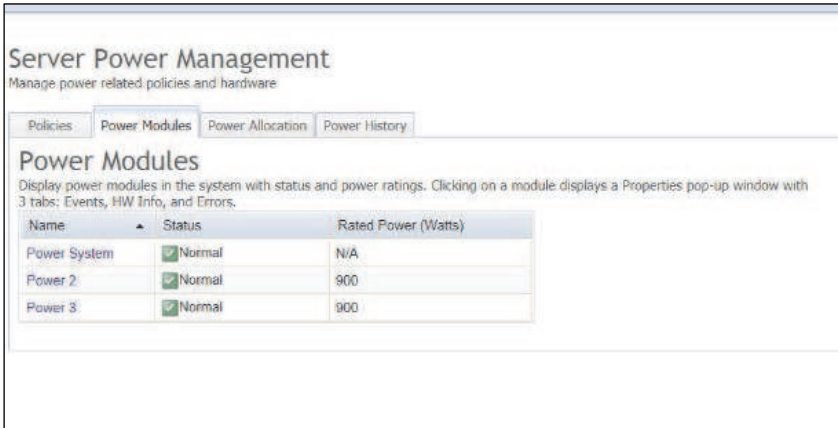 Server Power Management
Manage power related policies and hardware
Policies Power Modules Power Allocation Power History
Power Modules
Display power modules in the system with status and power ratings. Clicking on a module displays a Properties pop-up window with
3 tabs: Events, HW Info, and Errors.
Name Status Rated Power (Watts)
Power System Normal N/A
Power 2 Normal 900
Power 3 Normal 900